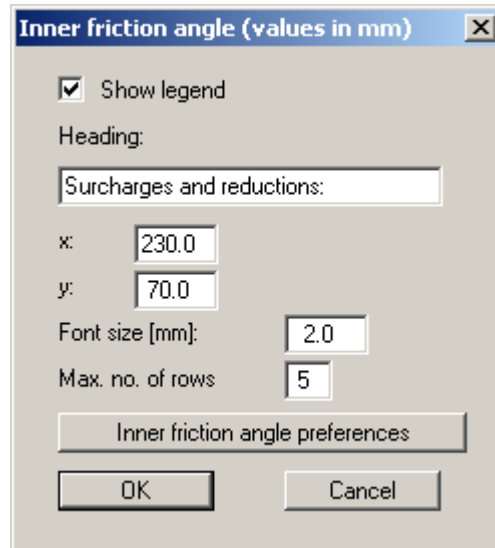 Inner friction angle (values in mm)
Show legend
Heading:
Surcharges and reductions:
x: 230.0
y: 70.0
Font size [mm]: 2.0
Max. no. of rows 5
Inner friction angle preferences
OK Cancel